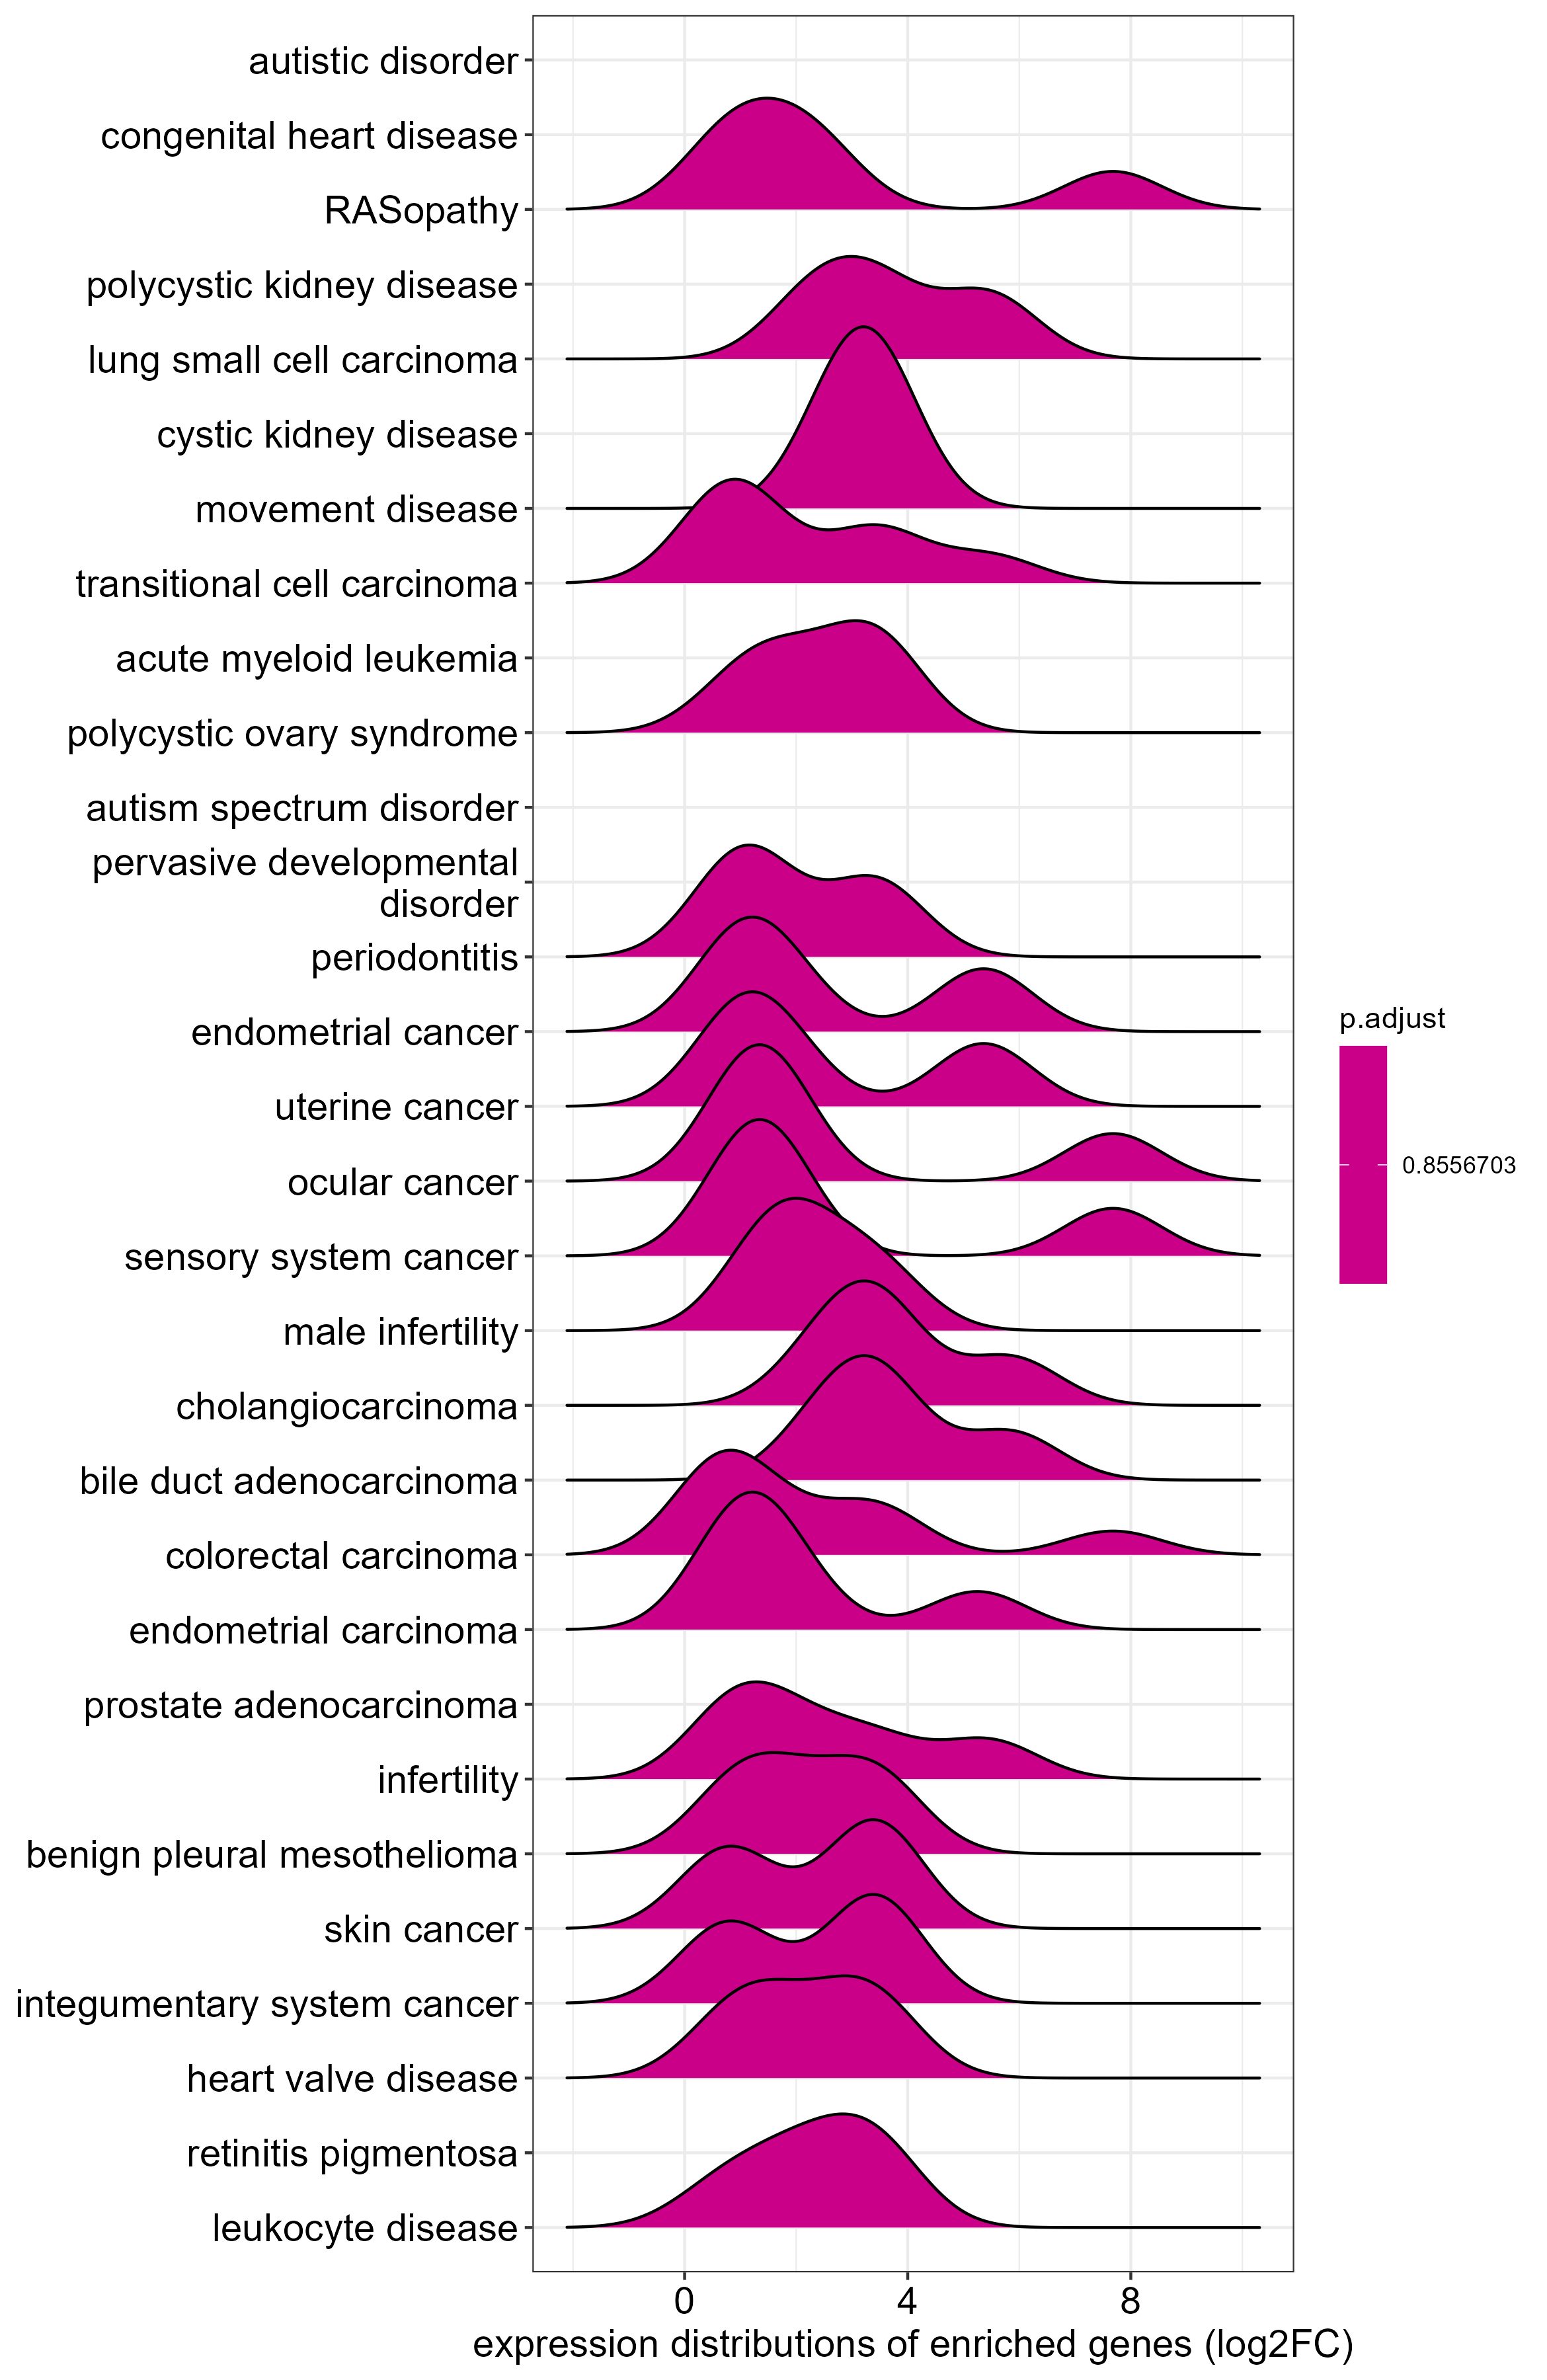 autistic disorder
congenital heart disease
RASopathy
polycystic kidney disease
lung small cell carcinoma
cystic kidney disease
movement disease
transitional cell carcinoma
acute myeloid leukemia
polycystic ovary syndrome
autism spectrum disorder
pervasive developmental
disorder
periodontitis
endometrial cancer
uterine cancer
ocular cancer
sensory system cancer
male infertility
cholangiocarcinoma
bile duct adenocarcinoma
colorectal carcinoma
endometrial carcinoma
prostate adenocarcinoma
infertility
benign pleural mesothelioma
skin cancer
integumentary system cancer
heart valve disease
retinitis pigmentosa
leukocyte disease
0 4 8
expression distributions of enriched genes (log2FC)
p.adjust
0.8556703